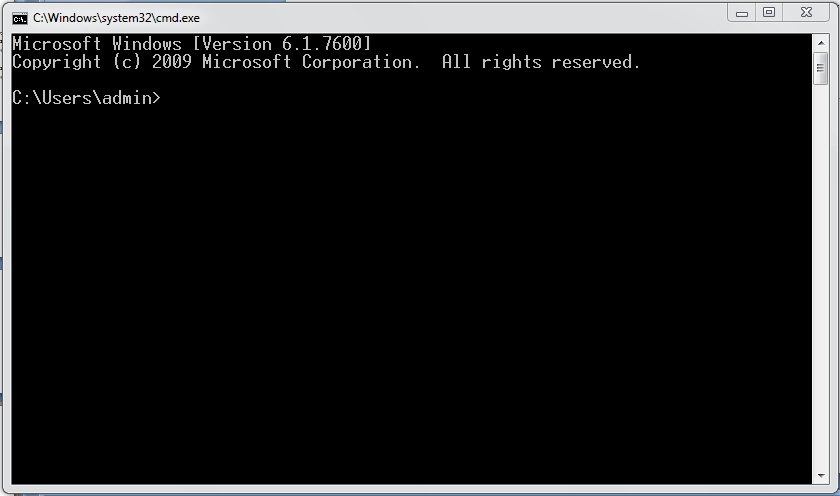 C:\Windows\system32\cmd.exe
Microsoft Windows [Version 6.1.7600]
Copyright (c) 2009 Microsoft Corporation.  All rights reserved.
C:\Users\admin>